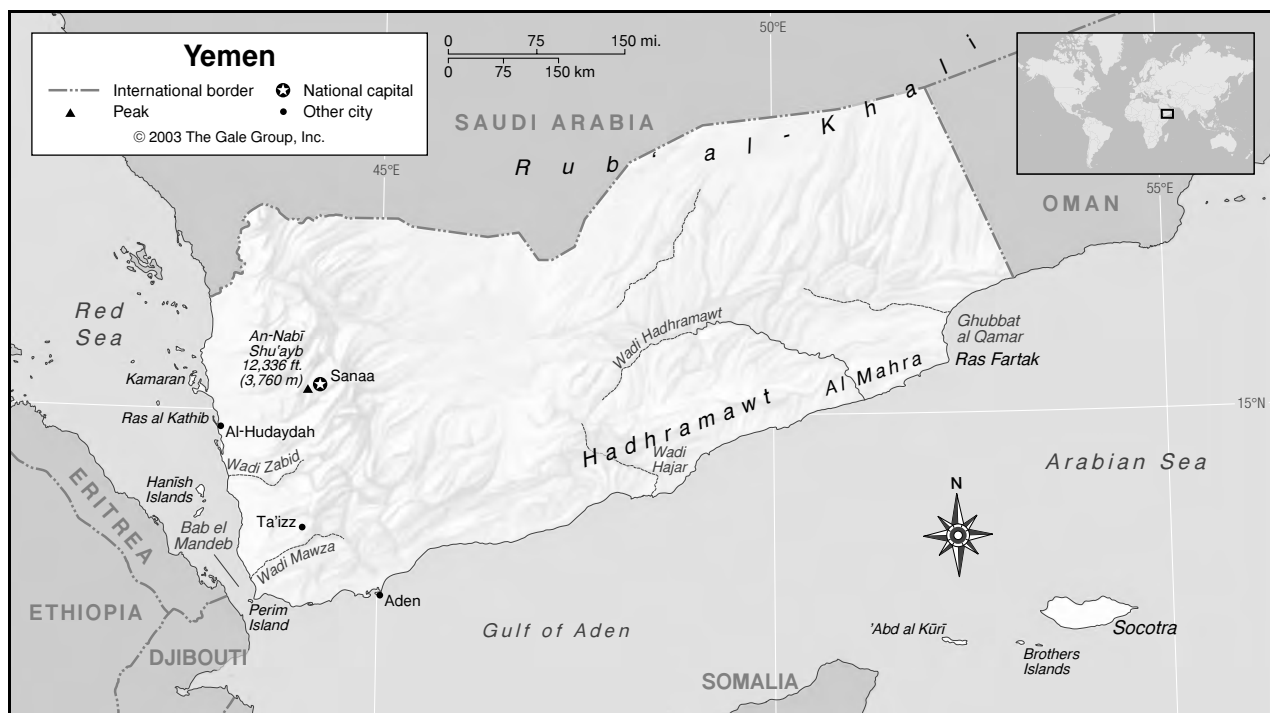 Yemen
International border
National capital
Peak
Other city
© 2003 The Gale Group, Inc.
0 75 150 mi.
0 75 150 km
50°E
SAUDI ARABIA
Rub' al-Khali
45°E
55°E
OMAN
Red
Sea
An-Nabī
Shu'ayb
12,336 ft.
(3,760 m)
Sanaa
Kamaran
Ras al Kathib
Al-Hudaydah
Wadi Zabid
Wadi Hadhramawt
Ghubbat
al Qamar
Ras Fartak
Al Mahra
Hadhramawt
Wadi
Hajar
15°N
Arabian Sea
ERITREA
Hanīsh
Islands
Bab el
Mandeb
Ta'izz
Wadi Mawza
N
ETHIOPIA
Perim
Island
Aden
Gulf of Aden
DJIBOUTI
SOMALIA
'Abd al Kūrī
Brothers
Islands
Socotra